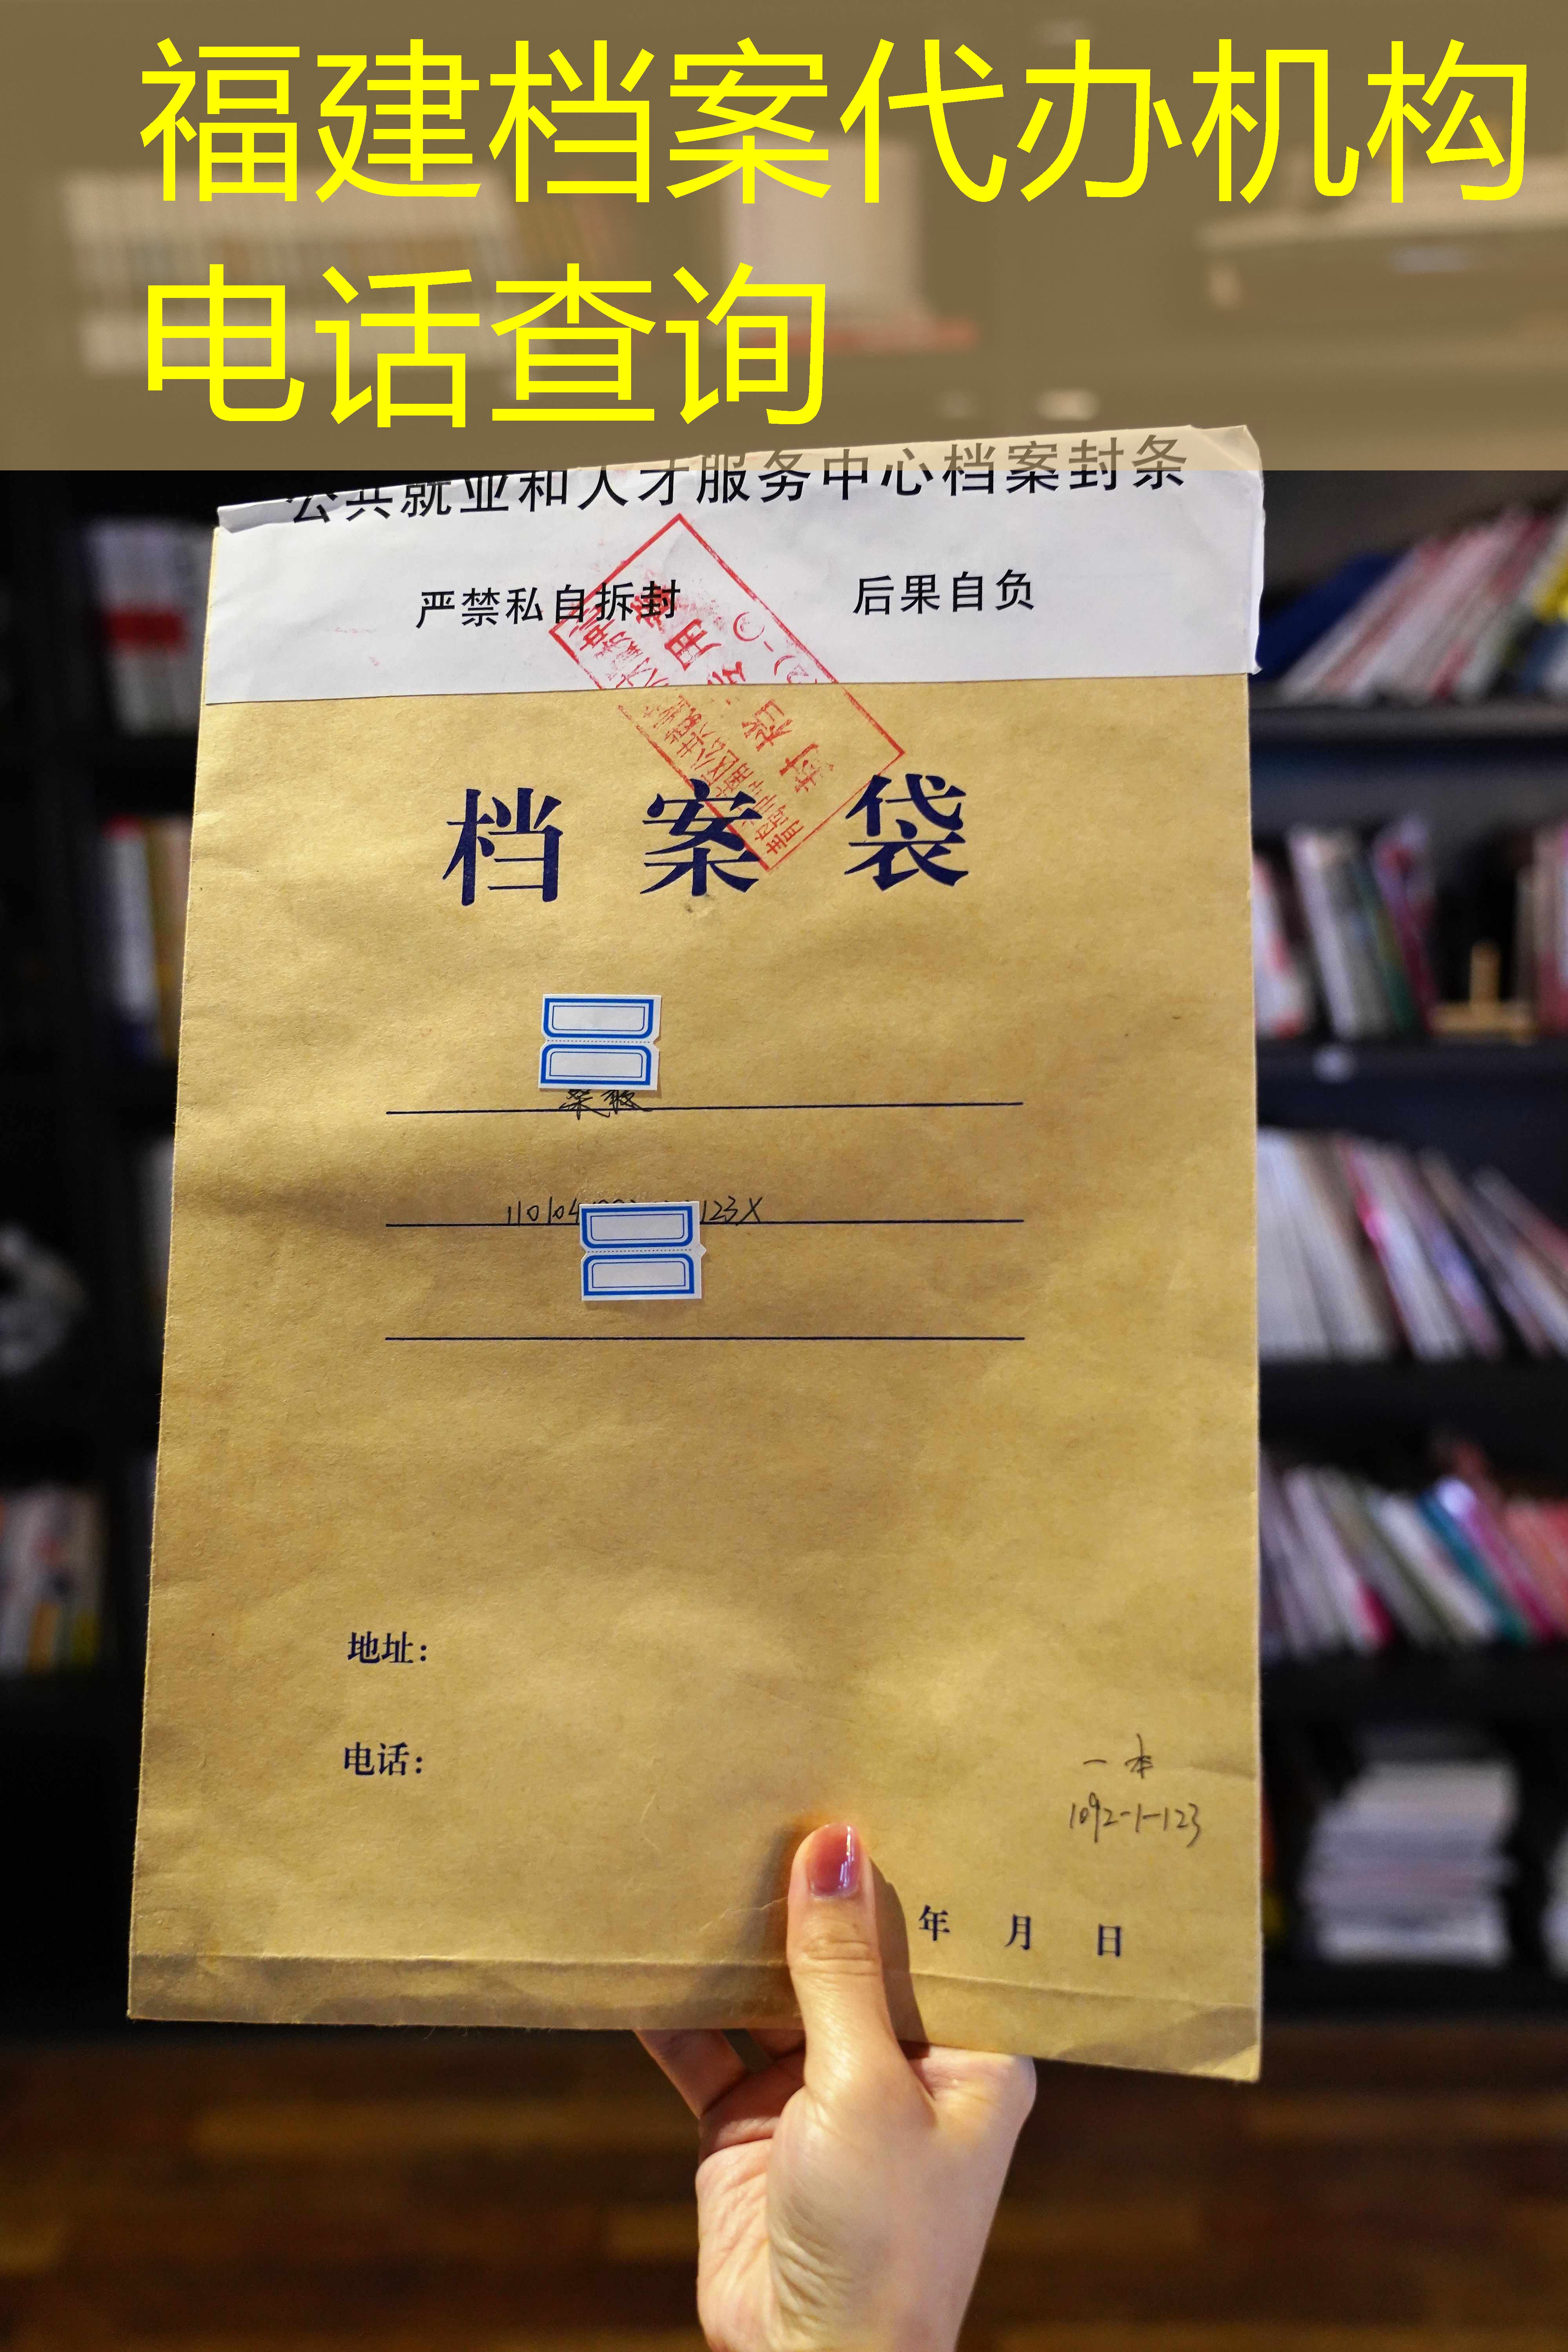 福建档案代办机构
电话查询
公共就业和人才服务中心档案封条
严禁私自拆封 后果自负
档案袋
110104
123X
地址：
电话：
一本
1092-1-123
年 月 日